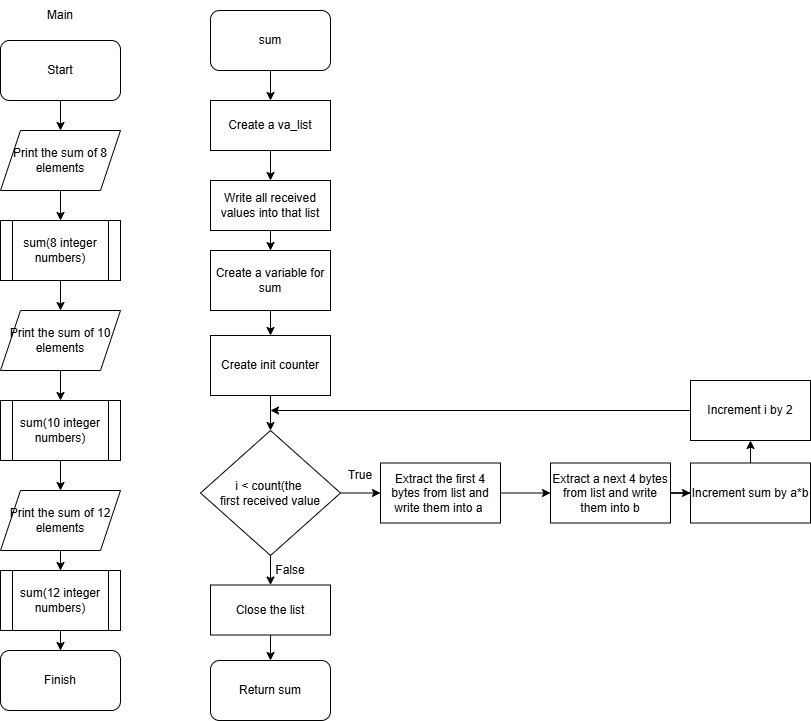 Main
Start
Print the sum of 8
elements
sum(8 integer
numbers)
Print the sum of 10
elements
sum(10 integer
numbers)
Print the sum of 12
elements
sum(12 integer
numbers)
Finish
sum
Create a va_list
Write all received
values into that list
Create a variable for
sum
Create init counter
i < count(the
first received value
True
Extract the first 4
bytes from list and
write them into a
Extract a next 4 bytes
from list and write
them into b
Increment sum by a*b
Increment i by 2
False
Close the list
Return sum